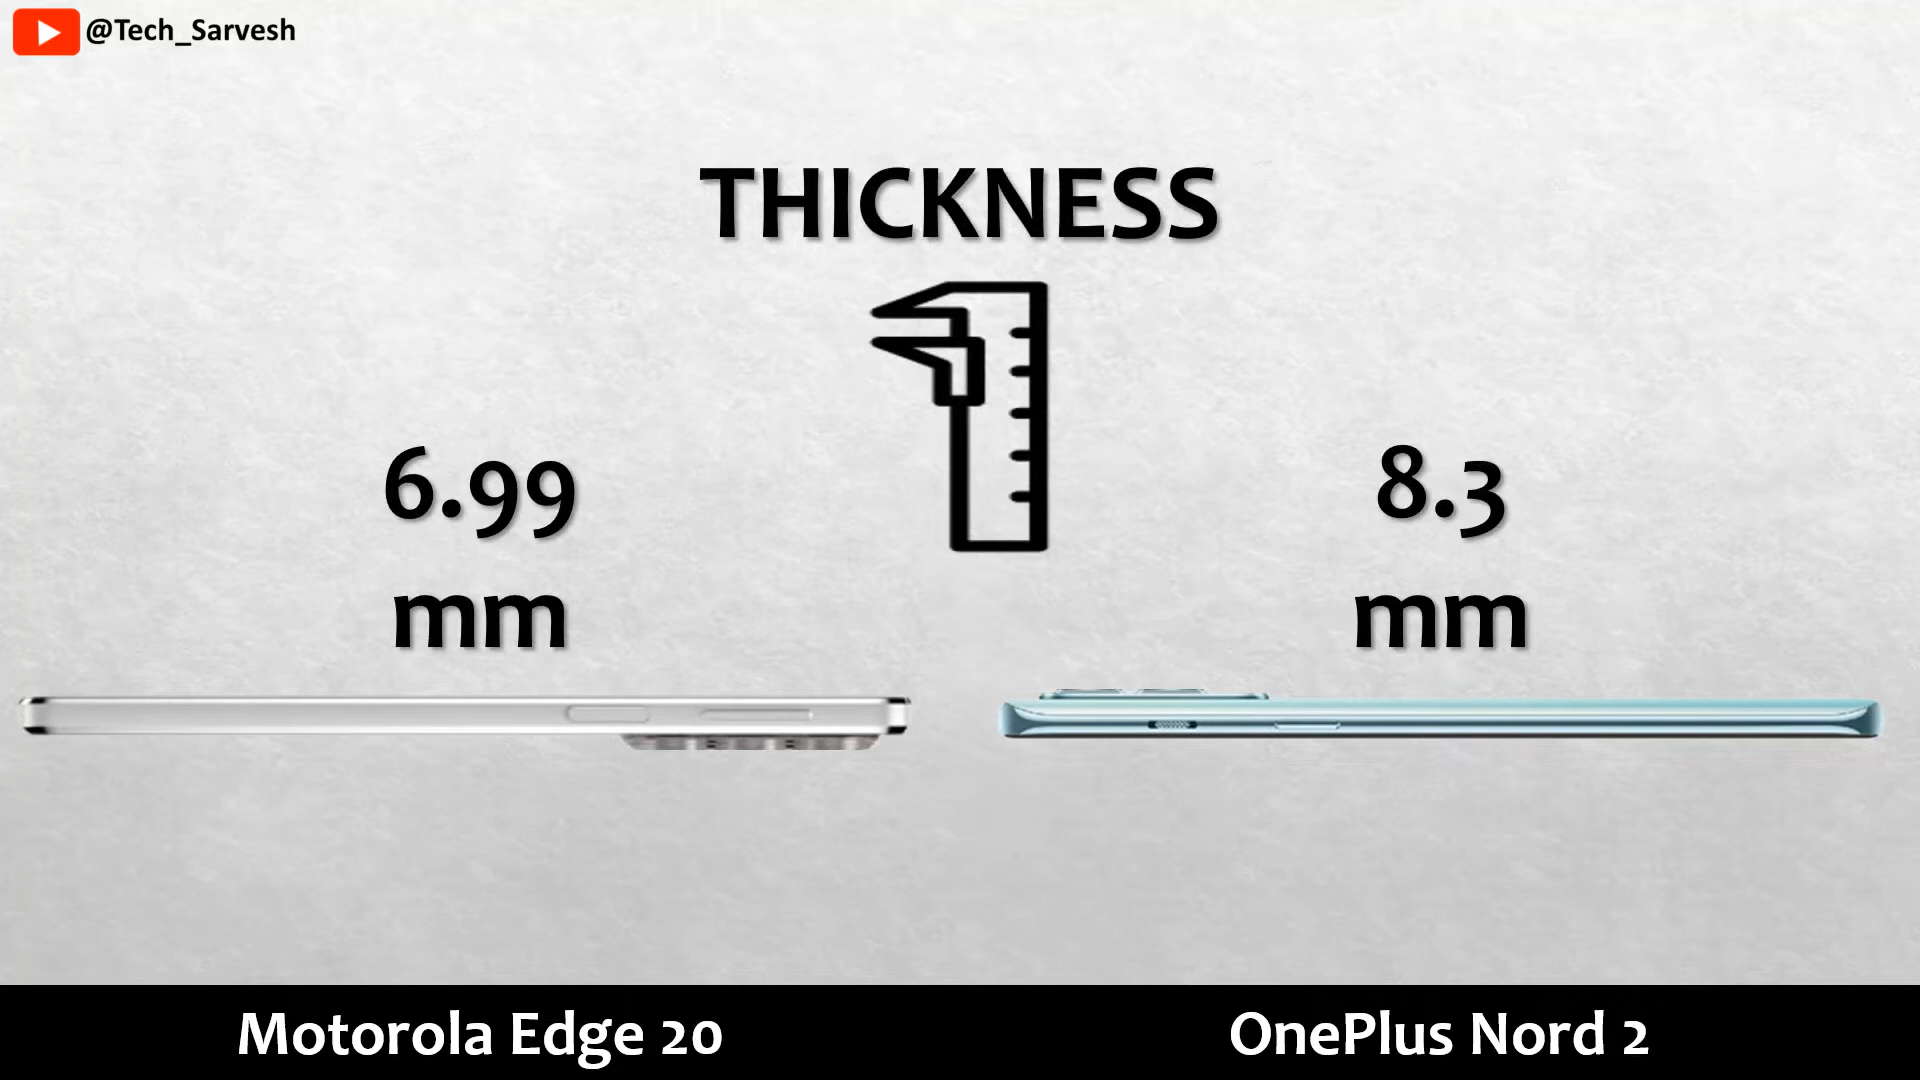 @Tech_Sarvesh
THICKNESS
6.99
mm
8.3
mm
Motorola Edge 20
OnePlus Nord 2